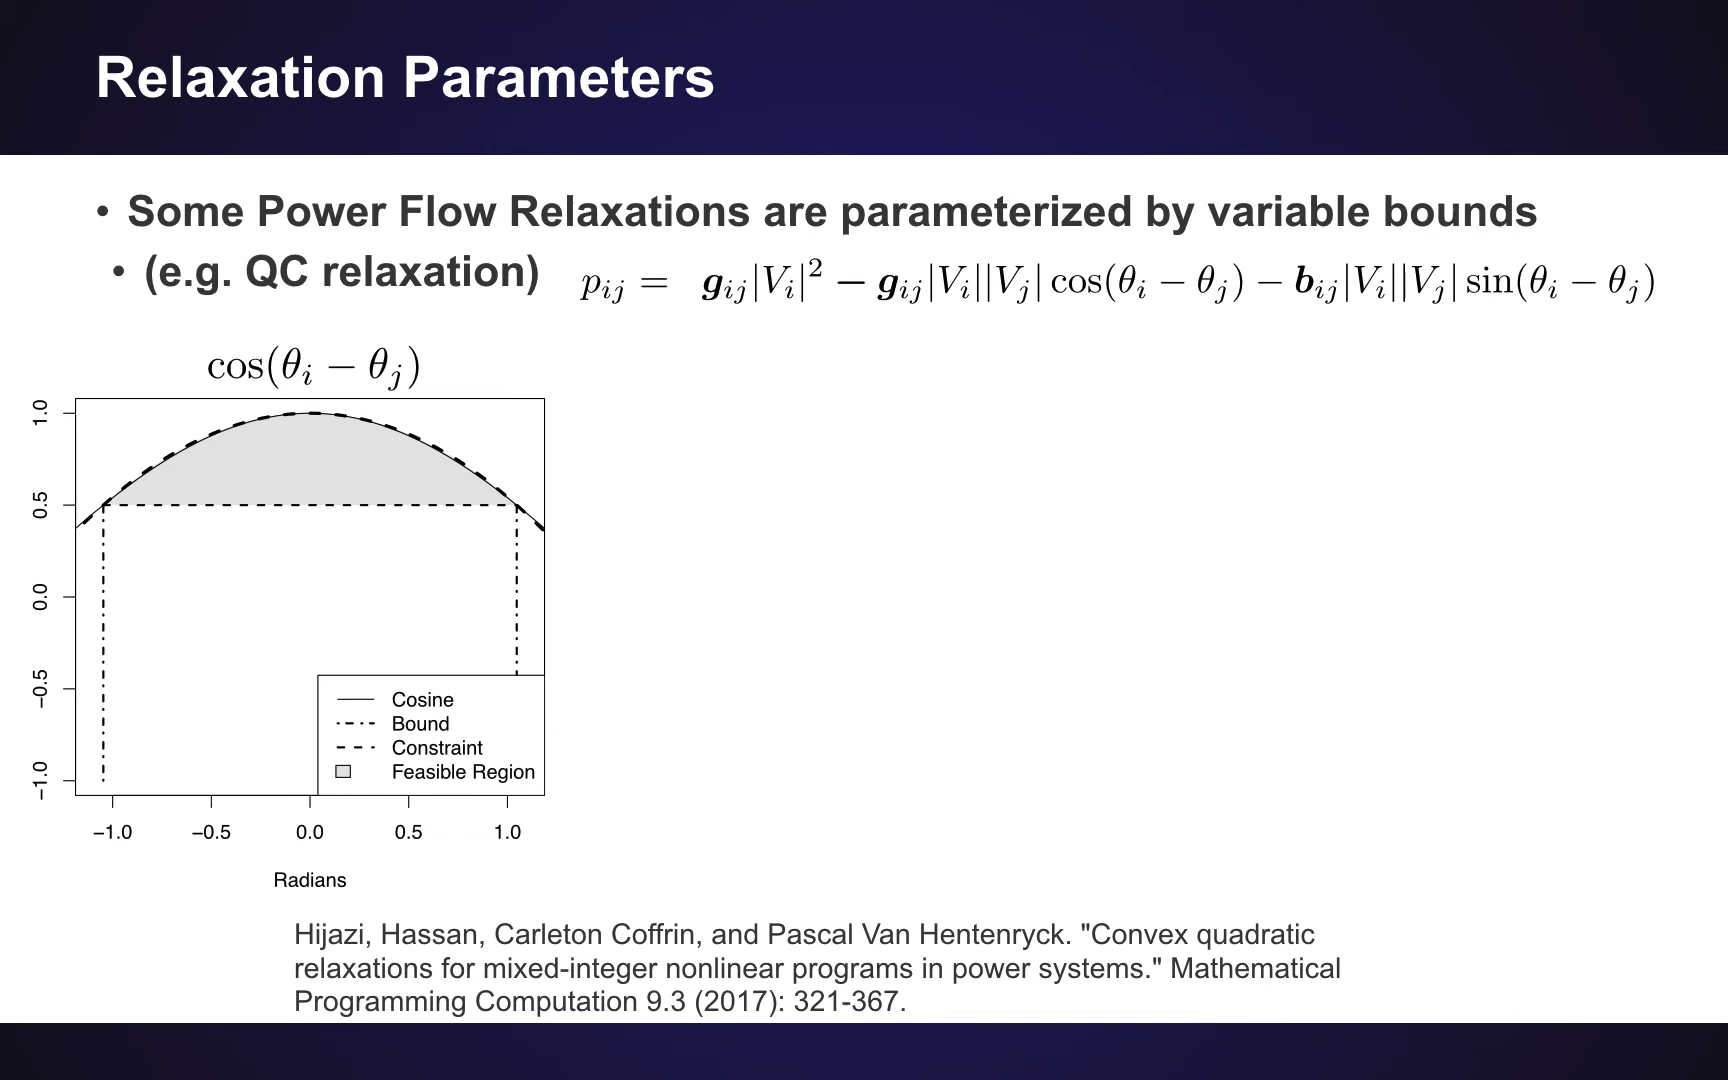 Relaxation Parameters
• Some Power Flow Relaxations are parameterized by variable bounds
• (e.g. QC relaxation) p_{ij} = g_{ij}|V_i|^2 − g_{ij}|V_i||V_j| cos(θ_i − θ_j) − b_{ij}|V_i||V_j| sin(θ_i − θ_j)
cos(θ_i − θ_j)
1.0
0.5
0.0
−0.5
−1.0
Cosine
Bound
Constraint
Feasible Region
−1.0 −0.5 0.0 0.5 1.0
Radians
Hijazi, Hassan, Carleton Coffrin, and Pascal Van Hentenryck. "Convex quadratic
relaxations for mixed-integer nonlinear programs in power systems." Mathematical
Programming Computation 9.3 (2017): 321-367.